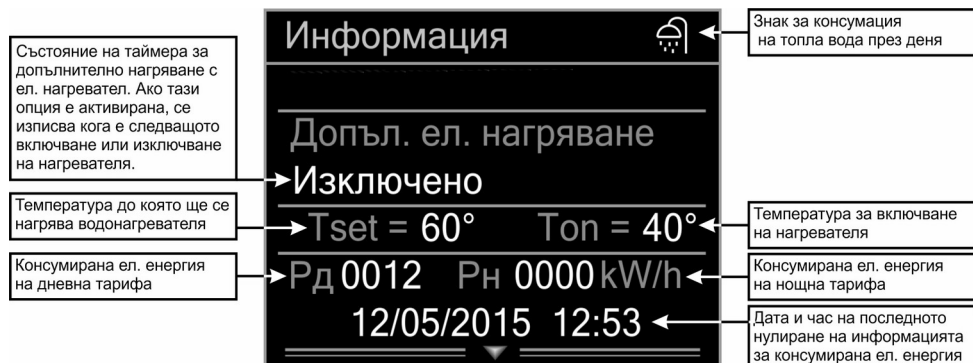 Информация
Знак за консумация
на топла вода през деня
Състояние на таймера за
допълнително нагряване с
ел. нагревател. Ако тази
опция е активирана, се
изписва кога е следващото
включване или изключване
на нагревателя.
Допъл. ел. нагряване
Изключено
Температура до която ще се
нагрява водонагревателя
Tset = 60° Ton = 40°
Температура за включване
на нагревателя
Консумирана ел. енергия
на дневна тарифа
Рд 0012 Рн 0000 kW/h
Консумирана ел. енергия
на нощна тарифа
12/05/2015 12:53
Дата и час на последното
нулиране на информацията
за консумирана ел. енергия